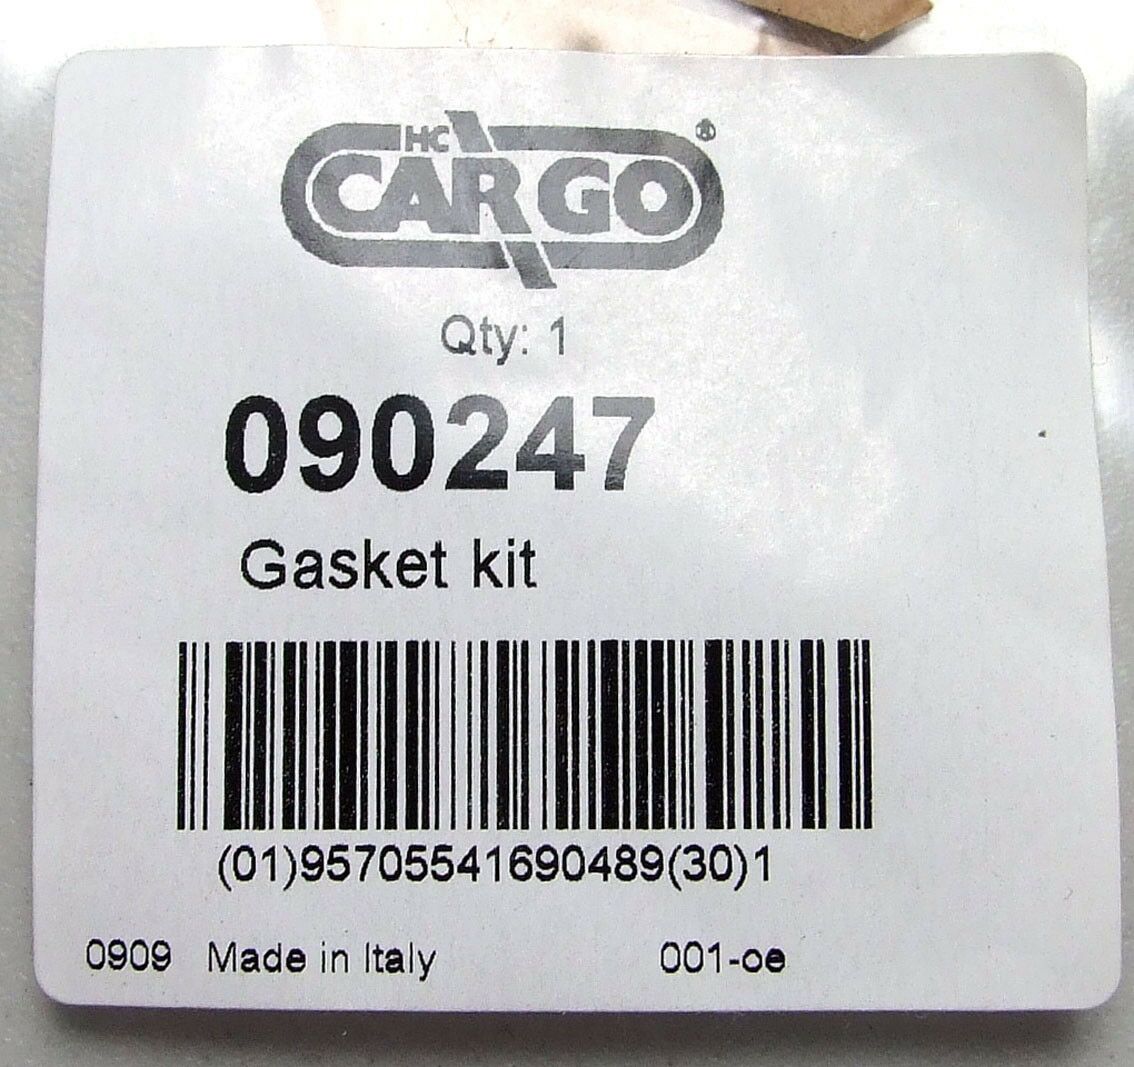 HC
CARGO®
Qty: 1
090247
Gasket kit
(01)95705541690489(30)1
0909 Made in Italy 001-oe